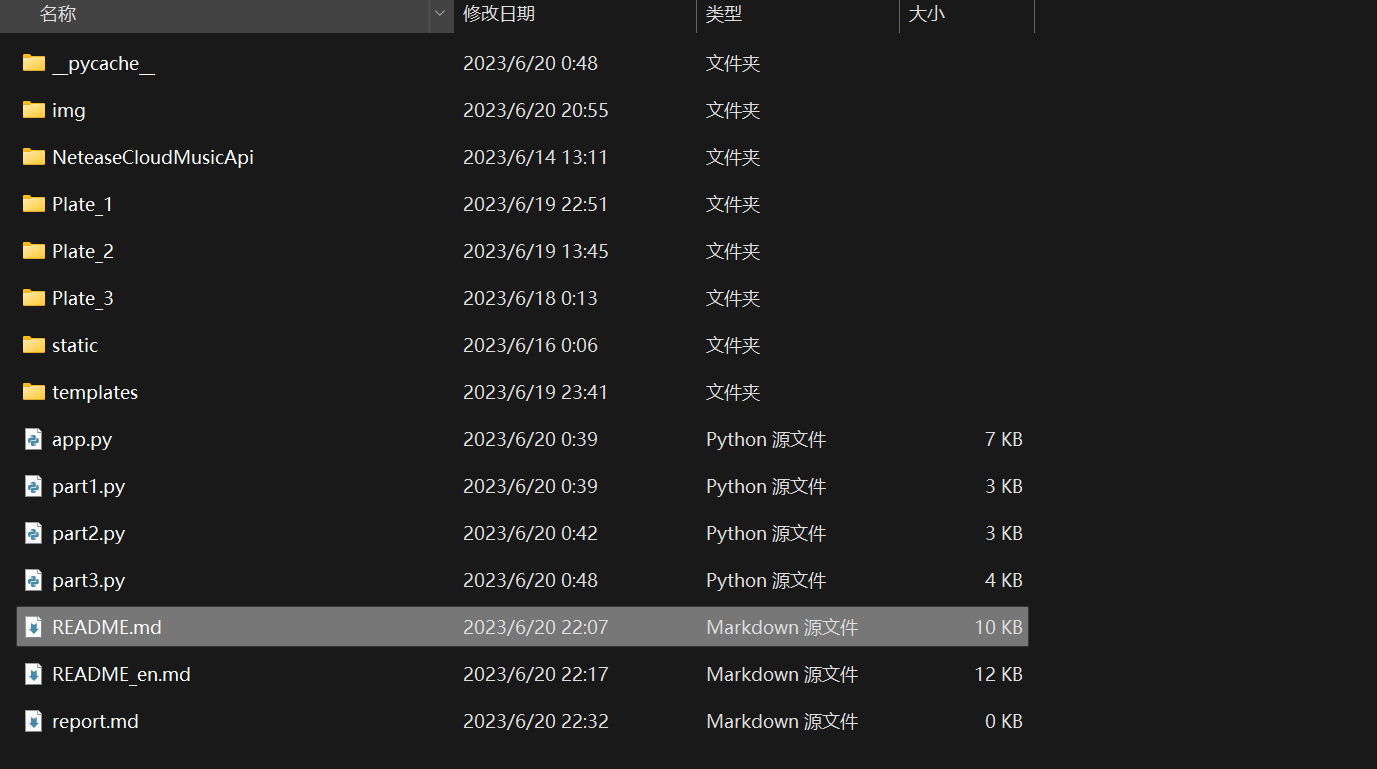 名称 修改日期 类型 大小
__pycache__ 2023/6/20 0:48 文件夹
img 2023/6/20 20:55 文件夹
NeteaseCloudMusicApi 2023/6/14 13:11 文件夹
Plate_1 2023/6/19 22:51 文件夹
Plate_2 2023/6/19 13:45 文件夹
Plate_3 2023/6/18 0:13 文件夹
static 2023/6/16 0:06 文件夹
templates 2023/6/19 23:41 文件夹
app.py 2023/6/20 0:39 Python 源文件 7 KB
part1.py 2023/6/20 0:39 Python 源文件 3 KB
part2.py 2023/6/20 0:42 Python 源文件 3 KB
part3.py 2023/6/20 0:48 Python 源文件 4 KB
README.md 2023/6/20 22:07 Markdown 源文件 10 KB
README_en.md 2023/6/20 22:17 Markdown 源文件 12 KB
report.md 2023/6/20 22:32 Markdown 源文件 0 KB